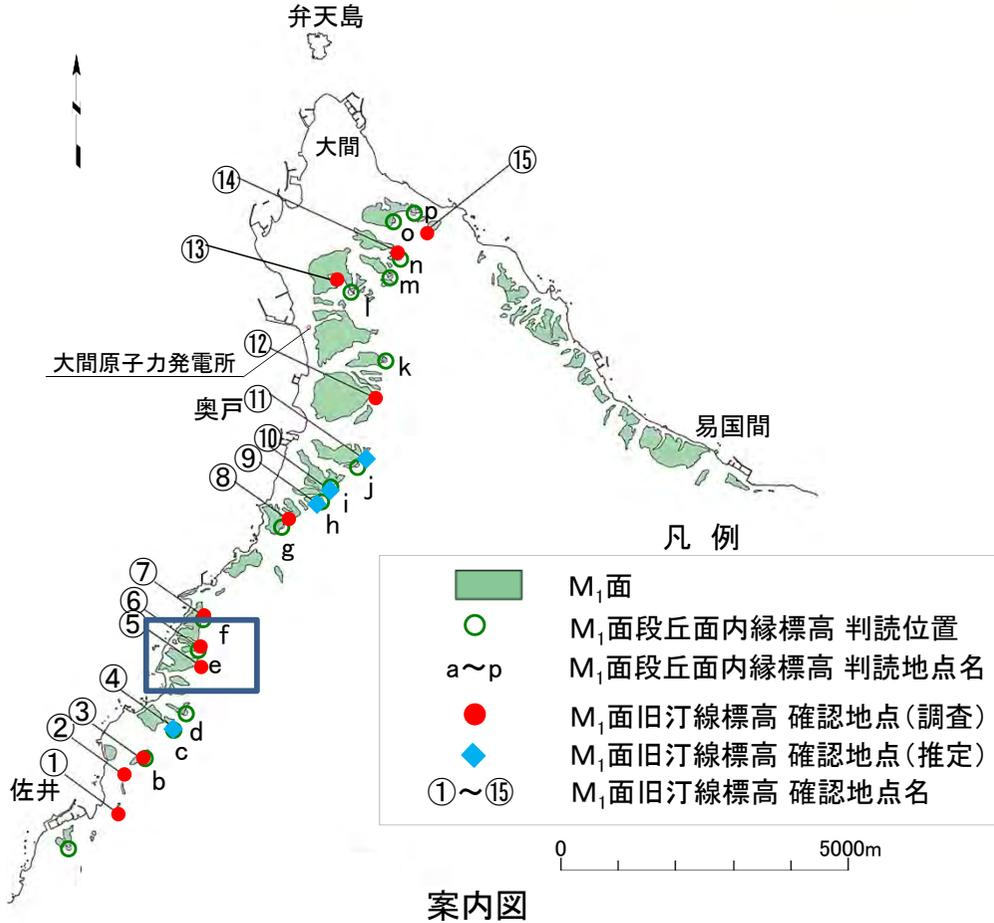 弁天島
大間
⑮
⑭
p
o
⑬
n
m
l
⑫
大間原子力発電所
k
⑪
奥戸
易国間
⑩
⑨
j
⑧
i
h
g
凡 例
⑦
M₁面
⑥
⑤
f
M₁面段丘面内縁標高 判読位置
e
a～p M₁面段丘面内縁標高 判読地点名
④
d
M₁面旧汀線標高 確認地点(調査)
③
②
c
M₁面旧汀線標高 確認地点(推定)
①
b
佐井
①～⑮ M₁面旧汀線標高 確認地点名
0 5000m
案内図